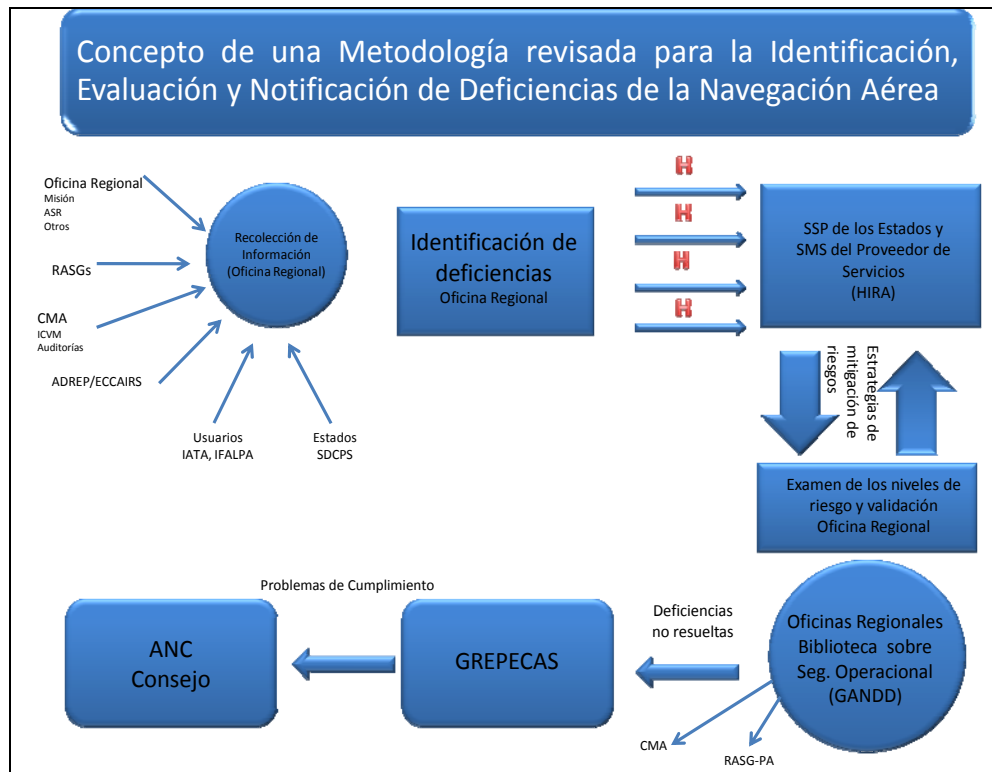 Concepto de una Metodología revisada para la Identificación,
Evaluación y Notificación de Deficiencias de la Navegación Aérea
Oficina Regional
Misión
ASR
Otros
RASGs
CMA
ICVM
Auditorías
ADREP/ECCAIRS
Usuarios
IATA, IFALPA
Estados
SDCPS
Recolección de
Información
(Oficina Regional)
Identificación de
deficiencias
Oficina Regional
H
H
H
H
SSP de los Estados y
SMS del Proveedor de
Servicios
(HIRA)
Estratégias de
mitigación de
riesgos
Examen de los niveles de
riesgo y validación
Oficina Regional
Oficinas Regionales
Biblioteca sobre
Seg. Operacional
(GANDD)
CMA
RASG-PA
Deficiencias
no resueltas
GREPECAS
Problemas de Cumplimiento
ANC
Consejo